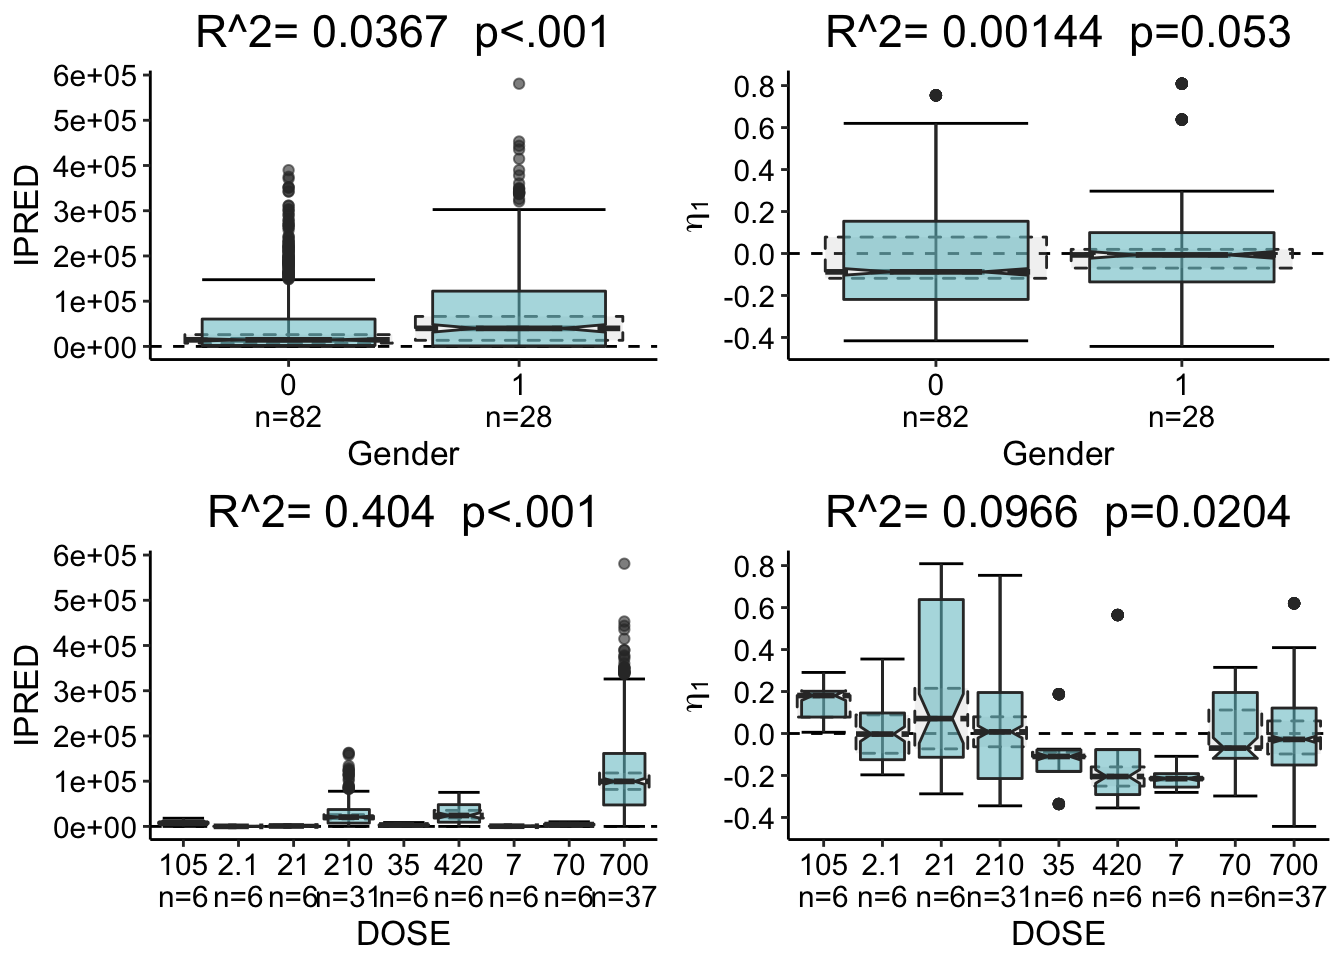 R^2= 0.0367 p<.001
6e+05
5e+05
4e+05
3e+05
2e+05
1e+05
0e+00
IPRED
0 1
n=82 n=28
Gender
R^2= 0.00144 p=0.053
0.8
0.6
0.4
0.2
0.0
-0.2
-0.4
η1
0 1
n=82 n=28
Gender
R^2= 0.404 p<.001
6e+05
5e+05
4e+05
3e+05
2e+05
1e+05
0e+00
IPRED
105 2.1 21 210 35 420 7 70 700
n=6 n=6 n=6 n=31 n=6 n=6 n=6 n=6 n=37
DOSE
R^2= 0.0966 p=0.0204
0.8
0.6
0.4
0.2
0.0
-0.2
-0.4
η1
105 2.1 21 210 35 420 7 70 700
n=6 n=6 n=6 n=31 n=6 n=6 n=6 n=6 n=37
DOSE